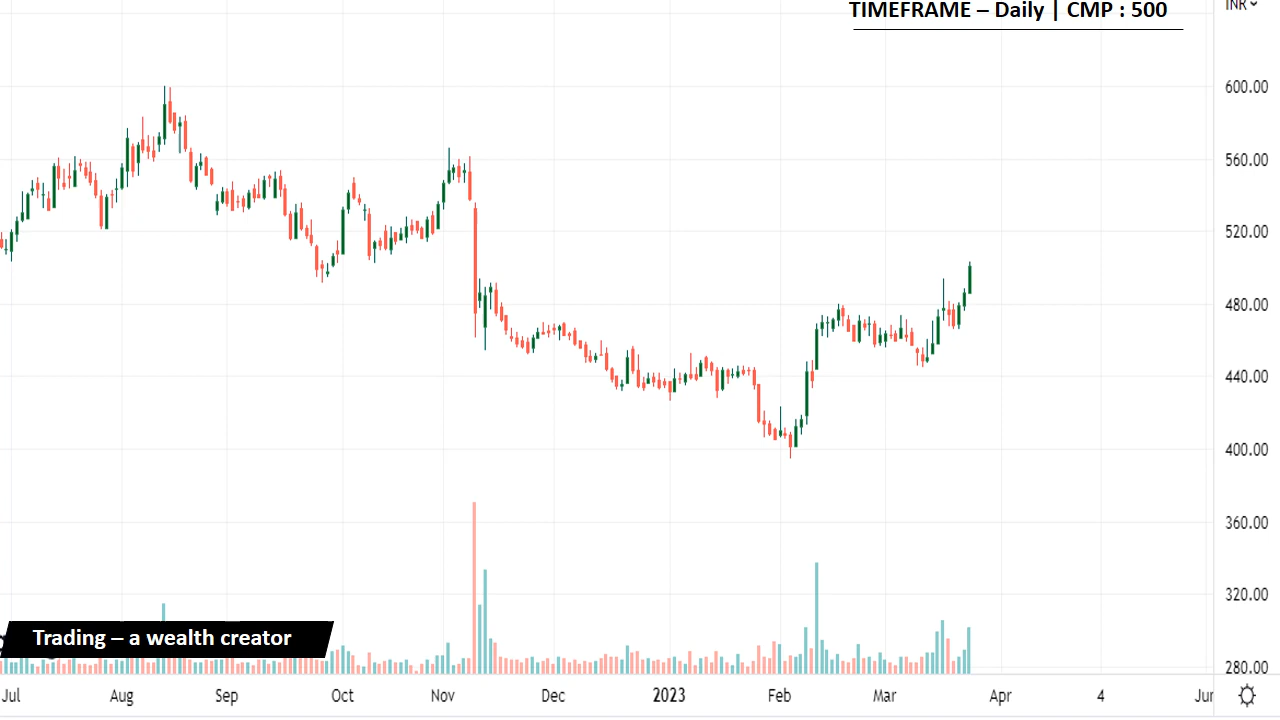 TIMEFRAME – Daily | CMP : 500
INR
600.00
560.00
520.00
480.00
440.00
400.00
360.00
320.00
280.00
Trading – a wealth creator
Jul Aug Sep Oct Nov Dec 2023 Feb Mar Apr 4 Jun